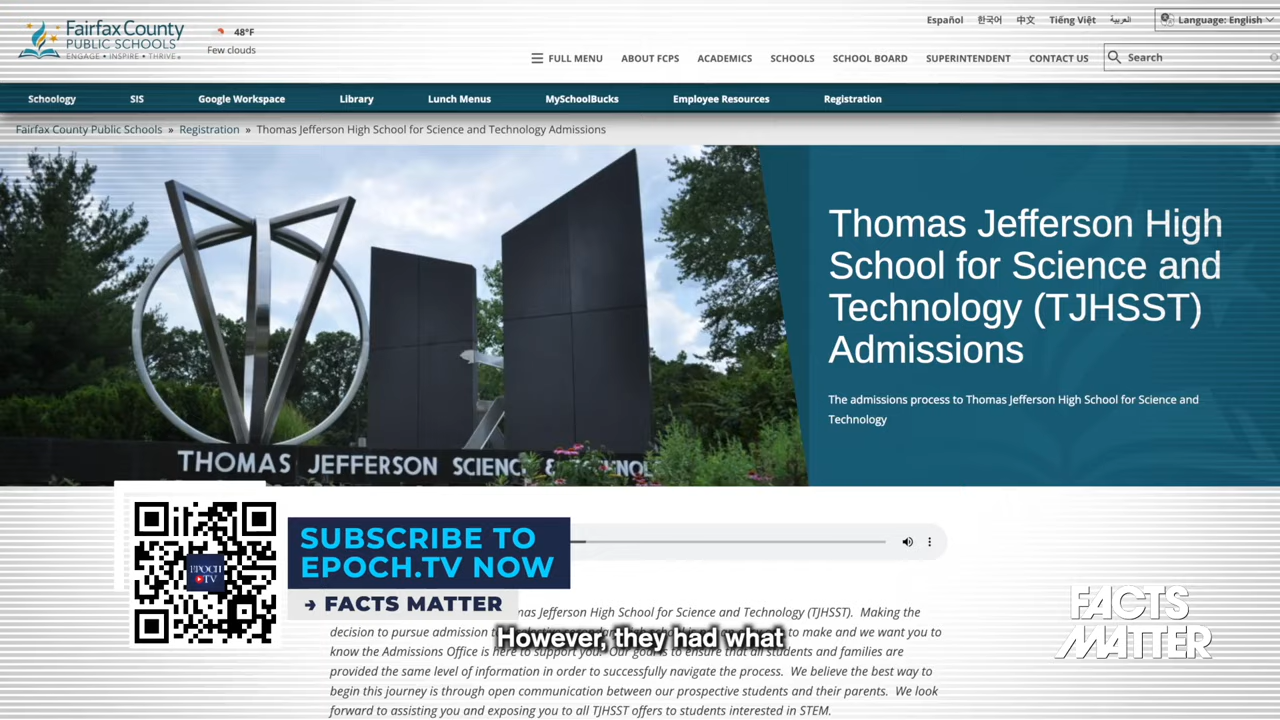 Fairfax County
PUBLIC SCHOOLS
ENGAGE • INSPIRE • THRIVE
48°F
Few clouds
Español 한국어 中文 Tiếng Việt العربية Language: English
FULL MENU ABOUT FCPS ACADEMICS SCHOOLS SCHOOL BOARD SUPERINTENDENT CONTACT US Search
Schoology SIS Google Workspace Library Lunch Menus MySchoolBucks Employee Resources Registration
Fairfax County Public Schools » Registration » Thomas Jefferson High School for Science and Technology Admissions
Thomas Jefferson High
School for Science and
Technology (TJHSST)
Admissions
The admissions process to Thomas Jefferson High School for Science and
Technology
THOMAS JEFFERSON SCIENC &
EPOCH
TV
SUBSCRIBE TO
EPOCH.TV NOW
→ FACTS MATTER
FACTS
MATTER
mas Jefferson High School for Science and Technology (TJHSST). Making the
decision to pursue admission to make and we want you to
However, they had what
know the Admissions Office is here to support you. Our goal is to ensure that all students and families are
provided the same level of information in order to successfully navigate the process. We believe the best way to
begin this journey is through open communication between our prospective students and their parents. We look
forward to assisting you and exposing you to all TJHSST offers to students interested in STEM.